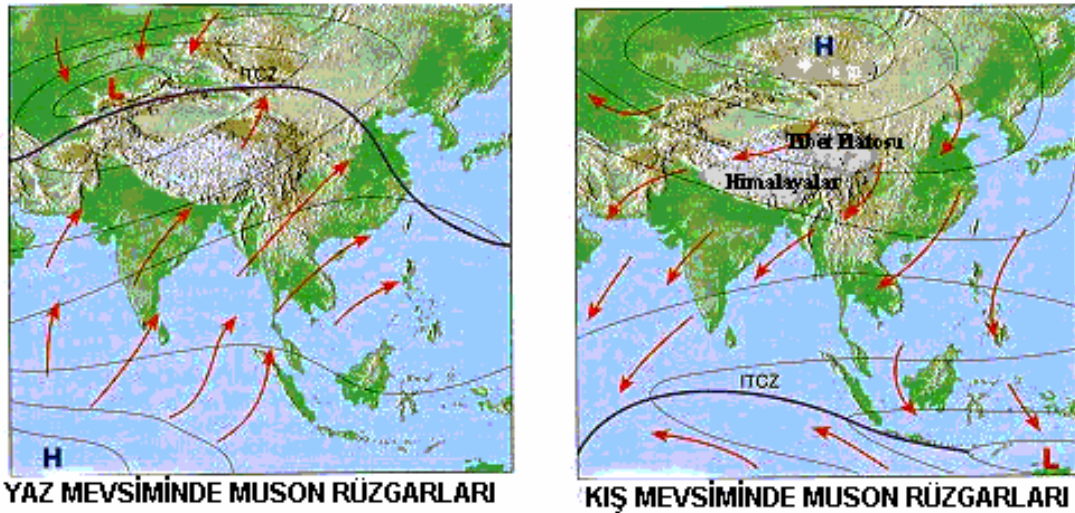 ITCZ
L
H
YAZ MEVSİMİNDE MUSON RÜZGARLARI
H
Tibet Platosu
Himalayalar
ITCZ
L
KIŞ MEVSİMİNDE MUSON RÜZGARLARI